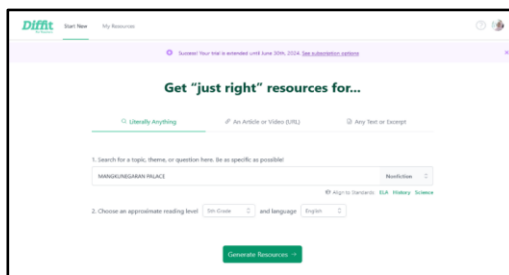 Diffit
Start New
My Resources
Success! Your trial is extended until June 30th, 2024. See subscription options
Get "just right" resources for...
Literally Anything
An Article or Video (URL)
Any Text or Excerpt
1. Search for a topic, theme, or question here. Be as specific as possible!
MANGKUNEGARAN PALACE
Nonfiction
Align to Standards: ELA History Science
2. Choose an approximate reading level 5th Grade and language English
Generate Resources →